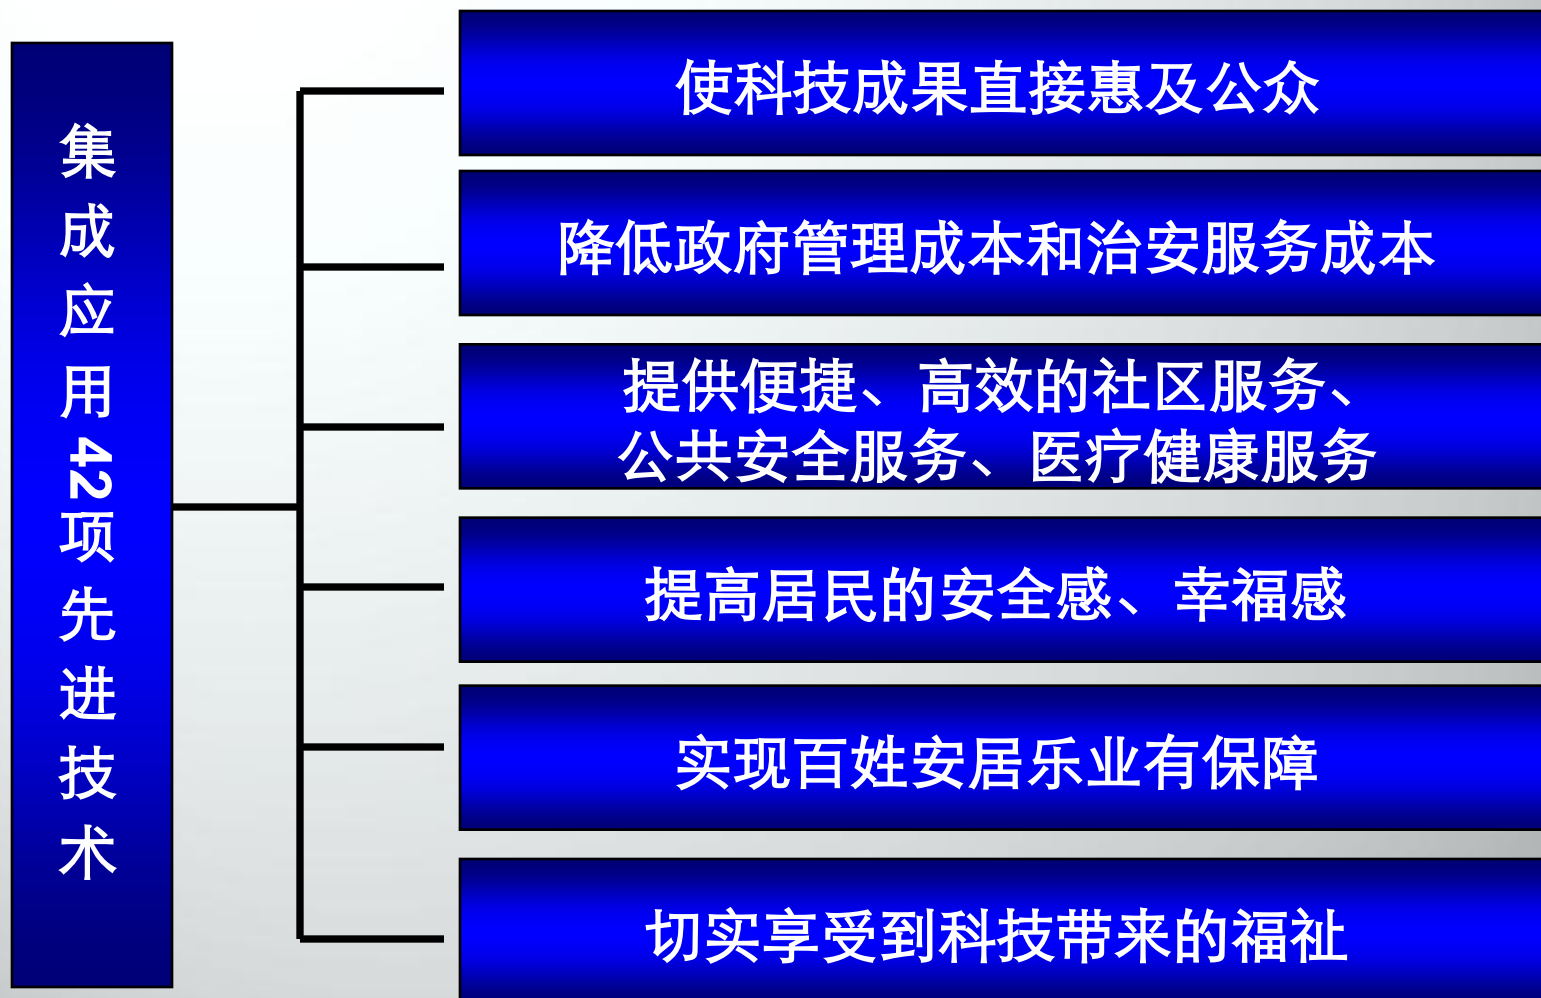 集成应用42项先进技术
使科技成果直接惠及公众
降低政府管理成本和治安服务成本
提供便捷、高效的社区服务、
公共安全服务、医疗健康服务
提高居民的安全感、幸福感
实现百姓安居乐业有保障
切实享受到科技带来的福祉